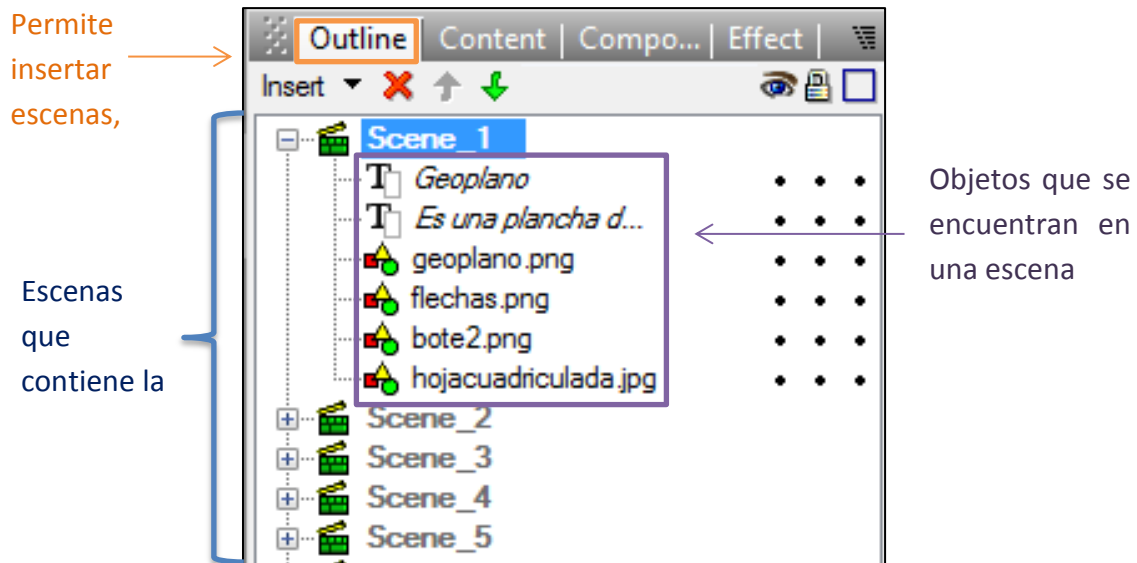 Permite
insertar
escenas,
Outline Content | Compo... | Effect |
Insert
Scene_1
T Geoplano
T Es una plancha d...
geoplano.png
flechas.png
bote2.png
hojacuadriculada.jpg
Scene_2
Scene_3
Scene_4
Scene_5
Escenas
que
contiene la
Objetos que se
encuentran en
una escena